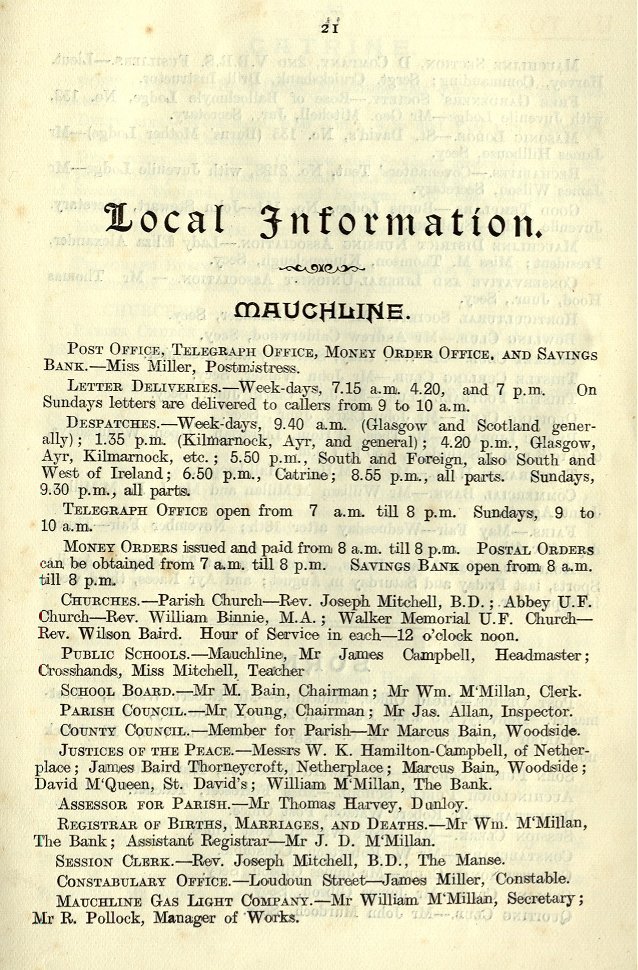 21
Local Information.
MAUCHLINE.
POST OFFICE, TELEGRAPH OFFICE, MONEY ORDER OFFICE, AND SAVINGS
BANK.—Miss Miller, Postmistress.
LETTER DELIVERIES.—Week-days, 7.15 a.m. 4.20, and 7 p.m. On
Sundays letters are delivered to callers from 9 to 10 a.m.
DESPATCHES.—Week-days, 9.40 a.m. (Glasgow and Scotland gener-
ally); 1.35 p.m. (Kilmarnock, Ayr, and general); 4.20 p.m., Glasgow,
Ayr, Kilmarnock, etc.; 5.50 p.m., South and Foreign, also South and
West of Ireland; 6.50 p.m., Catrine; 8.55 p.m., all parts. Sundays,
9.30 p.m., all parts.
TELEGRAPH OFFICE open from 7 a.m. till 8 p.m. Sundays, 9 to
10 a.m.
MONEY ORDERS issued and paid from 8 a.m. till 8 p.m. POSTAL ORDERS
can be obtained from 7 a.m. till 8 p.m. SAVINGS BANK open from 8 a.m.
till 8 p.m.
CHURCHES.—Parish Church—Rev. Joseph Mitchell, B.D.; Abbey U.F.
Church—Rev. William Binnie, M.A.; Walker Memorial U.F. Church—
Rev. Wilson Baird. Hour of Service in each—12 o'clock noon.
PUBLIC SCHOOLS.—Mauchline, Mr James Campbell, Headmaster;
Crosshands, Miss Mitchell, Teacher
SCHOOL BOARD.—Mr M. Bain, Chairman; Mr Wm. M'Millan, Clerk.
PARISH COUNCIL.—Mr Young, Chairman; Mr Jas. Allan, Inspector.
COUNTY COUNCIL.—Member for Parish—Mr Marcus Bain, Woodside.
JUSTICES OF THE PEACE.—Messrs W. K. Hamilton-Campbell, of Nether-
place; James Baird Thorneycroft, Netherplace; Marcus Bain, Woodside;
David M'Queen, St. David's; William M'Millan, The Bank.
ASSESSOR FOR PARISH.—Mr Thomas Harvey, Dunloy.
REGISTRAR OF BIRTHS, MARRIAGES, AND DEATHS.—Mr Wm. M'Millan,
The Bank; Assistant Registrar—Mr J. D. M'Millan.
SESSION CLERK.—Rev. Joseph Mitchell, B.D., The Manse.
CONSTABULARY OFFICE.—Loudoun Street—James Miller, Constable.
MAUCHLINE GAS LIGHT COMPANY.—Mr William M'Millan, Secretary;
Mr R. Pollock, Manager of Works.